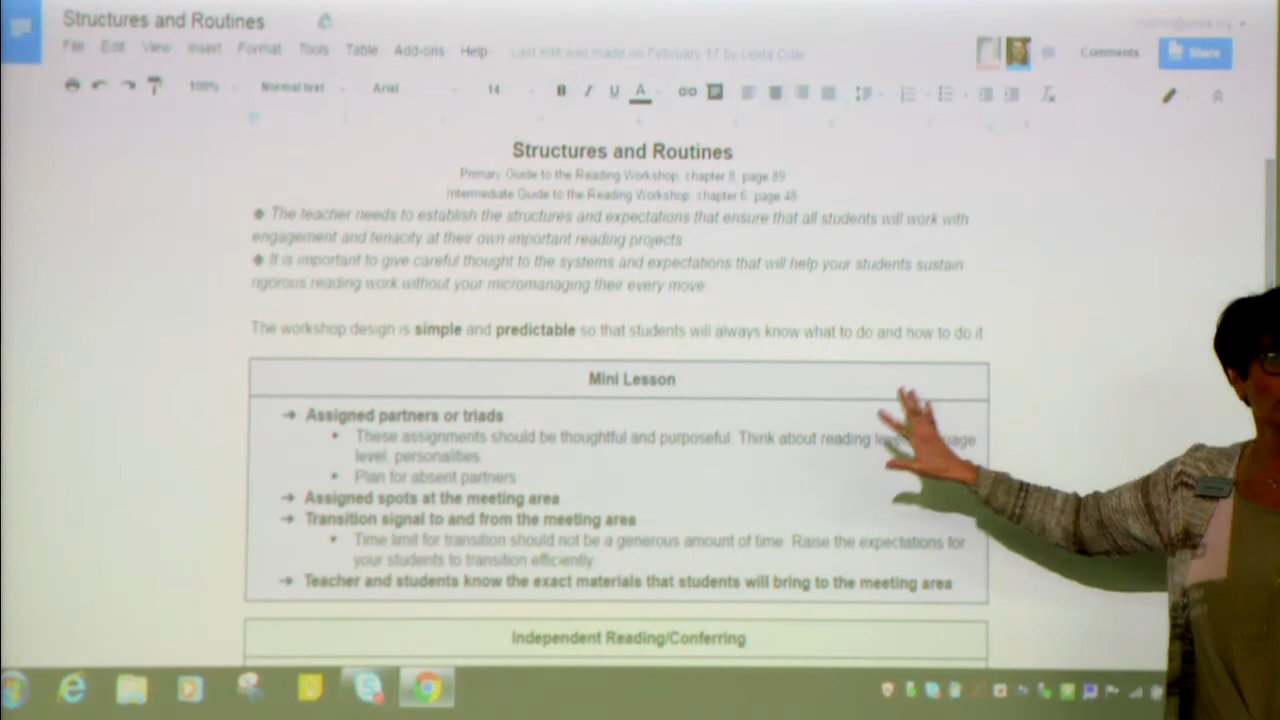 Structures and Routines
File Edit View Insert Format Tools Table Add-ons Help Last edit was made on February 17 by Linda
Comments
Share
100% Normal text Arial 14 B I U A
Structures and Routines
Primary Guide to the Reading Workshop, chapter 8, page 89
Intermediate Guide to the Reading Workshop, chapter 6, page 48
◆ The teacher needs to establish the structures and expectations that ensure that all students will work with
engagement and tenacity at their own important reading projects
◆ It is important to give careful thought to the systems and expectations that will help your students sustain
rigorous reading work without your micromanaging their every move
The workshop design is simple and predictable so that students will always know what to do and how to do it
Mini Lesson
➔ Assigned partners or triads
• These assignments should be thoughtful and purposeful. Think about reading
level, personalities
• Plan for absent partners
➔ Assigned spots at the meeting area
➔ Transition signal to and from the meeting area
• Time limit for transition should not be a generous amount of time. Raise the expectations for
your students to transition efficiently
➔ Teacher and students know the exact materials that students will bring to the meeting area
Independent Reading/Conferring